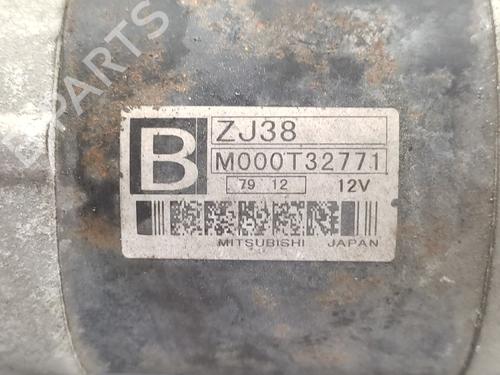 B
ZJ38
M000T32771
79 12 12V
MITSUBISHI JAPAN
B PARTS